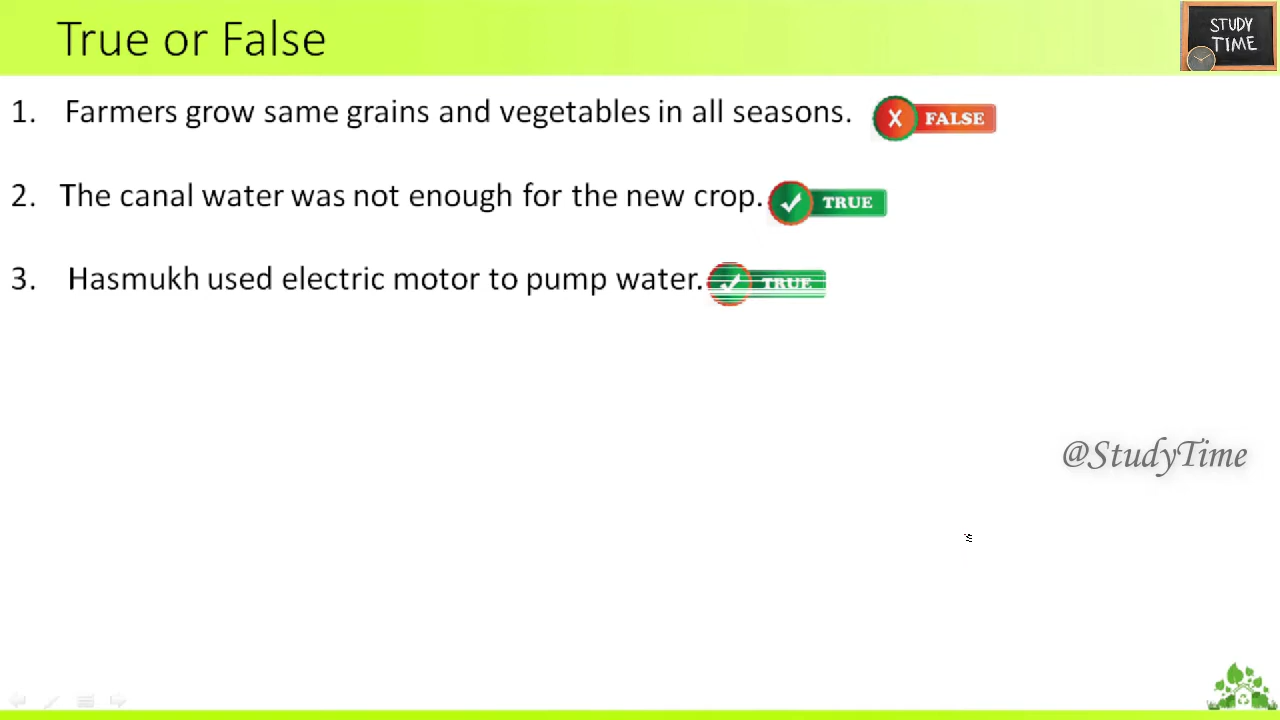 True or False
STUDY
TIME
1. Farmers grow same grains and vegetables in all seasons. X FALSE
2. The canal water was not enough for the new crop. TRUE
3. Hasmukh used electric motor to pump water. TRUE
@StudyTime